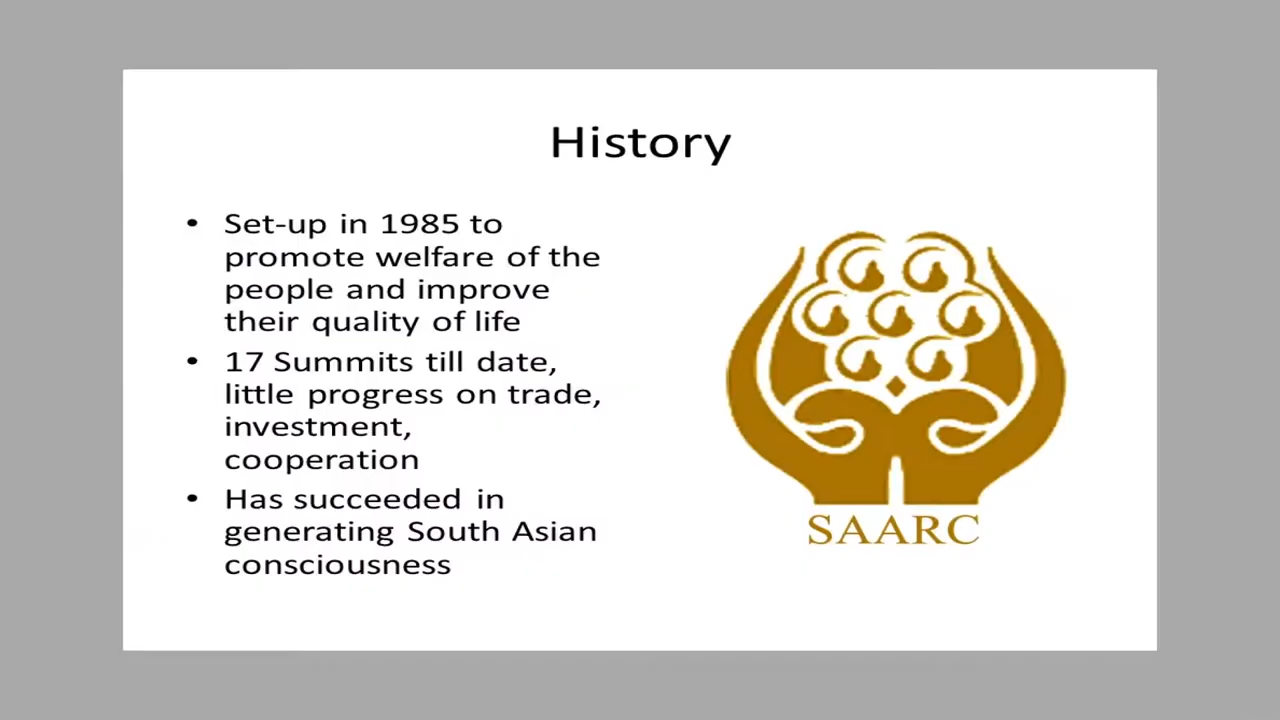 History
• Set-up in 1985 to
promote welfare of the
people and improve
their quality of life
• 17 Summits till date,
little progress on trade,
investment,
cooperation
• Has succeeded in
generating South Asian
consciousness
SAARC